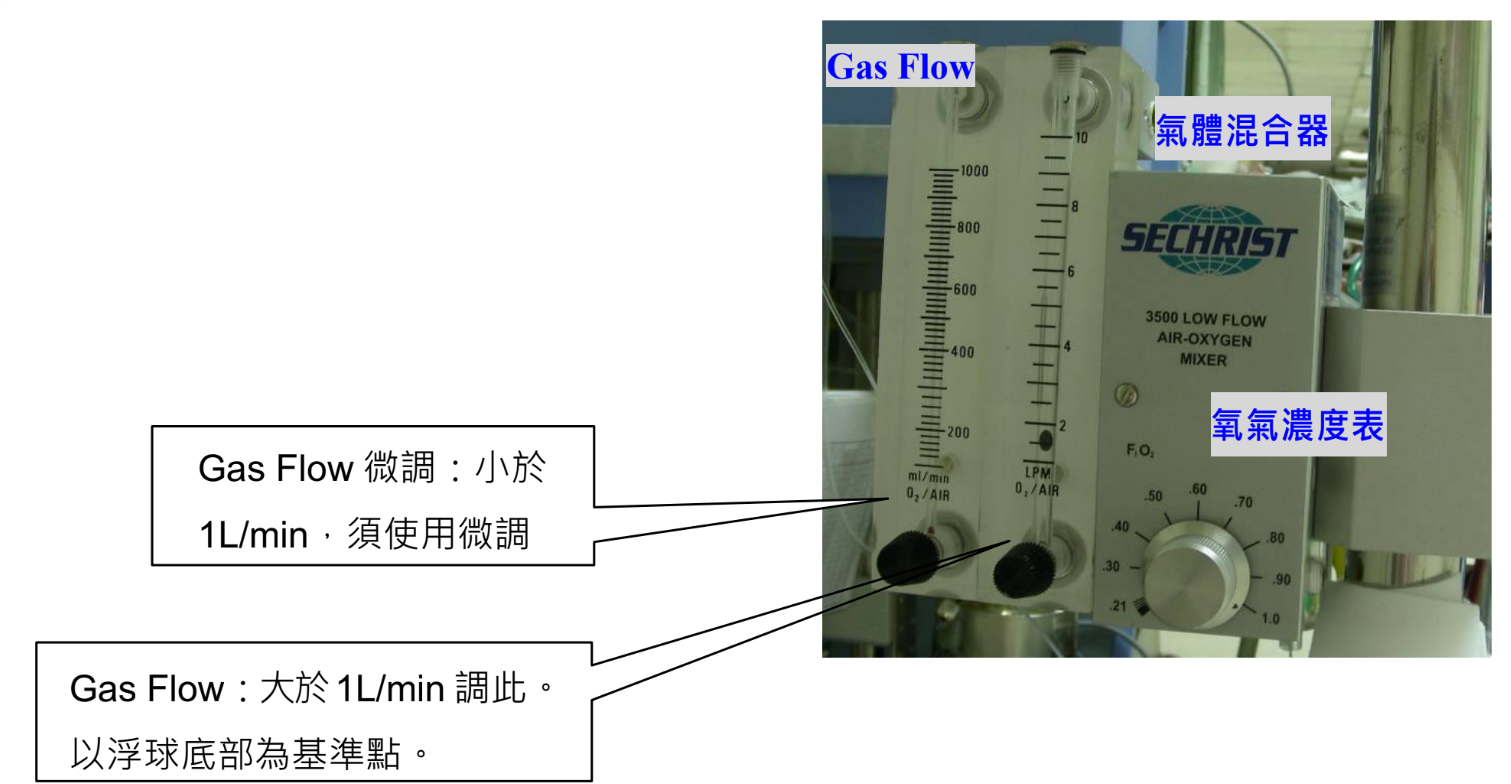 Gas Flow
氣體混合器
10
8
6
4
2
LPM
O₂/AIR
1000
800
600
400
200
ml/min
O₂/AIR
SECHRIST
3500 LOW FLOW
AIR-OXYGEN
MIXER
氧氣濃度表
FᵢO₂
.21
.30
.40
.50
.60
.70
.80
.90
1.0
Gas Flow 微調：小於
1L/min，須使用微調
Gas Flow：大於 1L/min 調此。
以浮球底部為基準點。